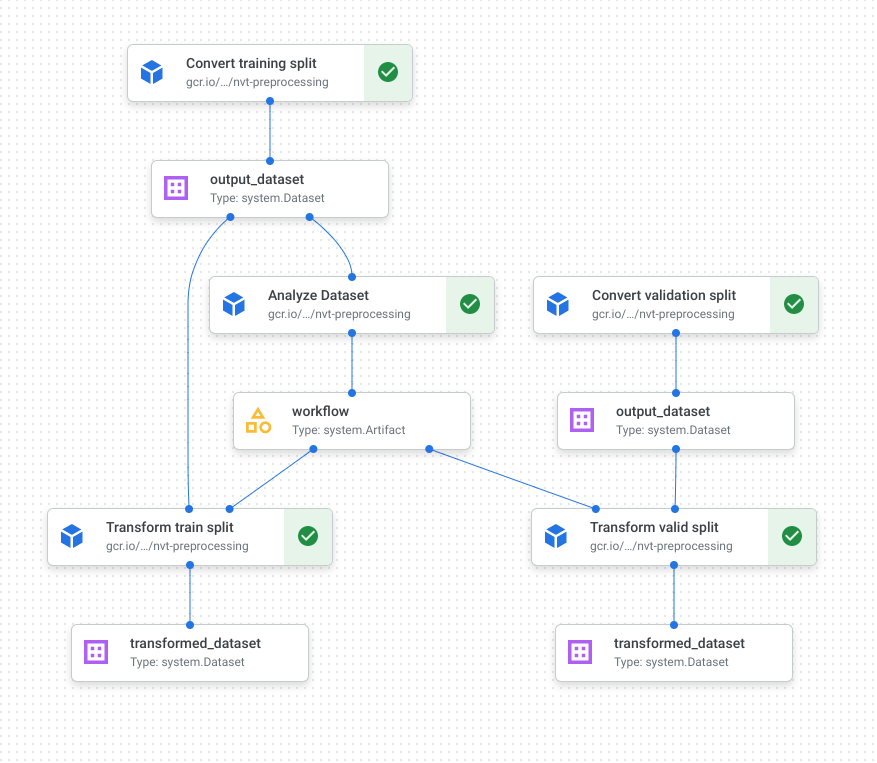 Convert training split
gcr.io/.../nvt-preprocessing
output_dataset
Type: system.Dataset
Analyze Dataset
gcr.io/.../nvt-preprocessing
Convert validation split
gcr.io/.../nvt-preprocessing
workflow
Type: system.Artifact
output_dataset
Type: system.Dataset
Transform train split
gcr.io/.../nvt-preprocessing
Transform valid split
gcr.io/.../nvt-preprocessing
transformed_dataset
Type: system.Dataset
transformed_dataset
Type: system.Dataset